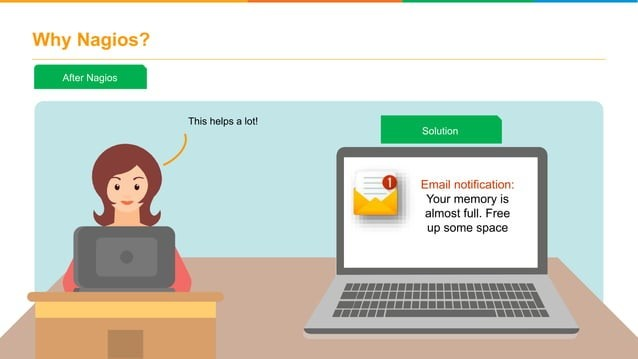 Why Nagios?
After Nagios
This helps a lot!
Solution
1
Email notification:
Your memory is
almost full. Free
up some space